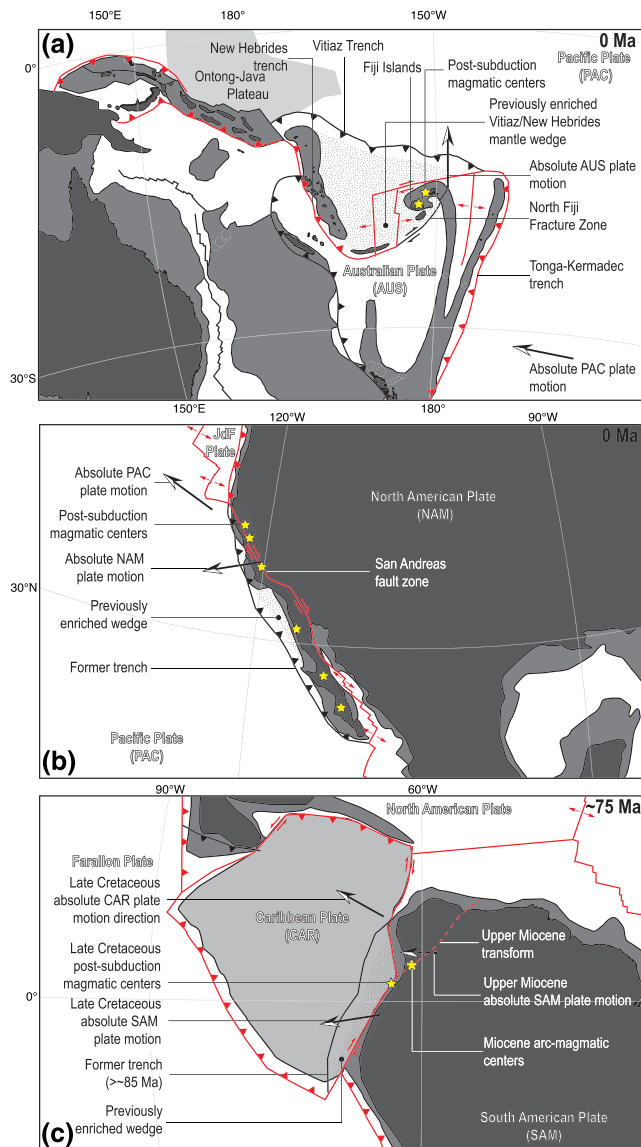 (a)
180°
150°W
0 Ma
New Hebrides
trench
Vitiaz Trench
Fiji Islands
Post-subduction
magmatic centers
Pacific Plate
(PAC)
0°
Ontong-Java
Plateau
Previously enriched
Vitiaz/New Hebrides
mantle wedge
Absolute AUS plate
motion
North Fiji
Fracture Zone
Australian Plate
(AUS)
Tonga-Kermadec
trench
Absolute PAC plate
motion
30°S
150°E
180°
120°W
90°W
0 Ma
JdF
Plate
Absolute PAC
plate motion
North American Plate
(NAM)
Post-subduction
magmatic centers
Absolute NAM
plate motion
San Andreas
fault zone
30°N
Previously
enriched wedge
Former trench
Pacific Plate
(PAC)
(b)
90°W
60°W
~75 Ma
North American Plate
Farallon Plate
Late Cretaceous
absolute CAR plate
motion direction
Caribbean Plate
(CAR)
Upper Miocene
transform
Late Cretaceous
post-subduction
magmatic centers
Upper Miocene
absolute SAM plate motion
0°
Late Cretaceous
absolute SAM
plate motion
Miocene arc-magmatic
centers
Former trench
(>~85 Ma)
Previously
enriched wedge
South American Plate
(SAM)
(c)